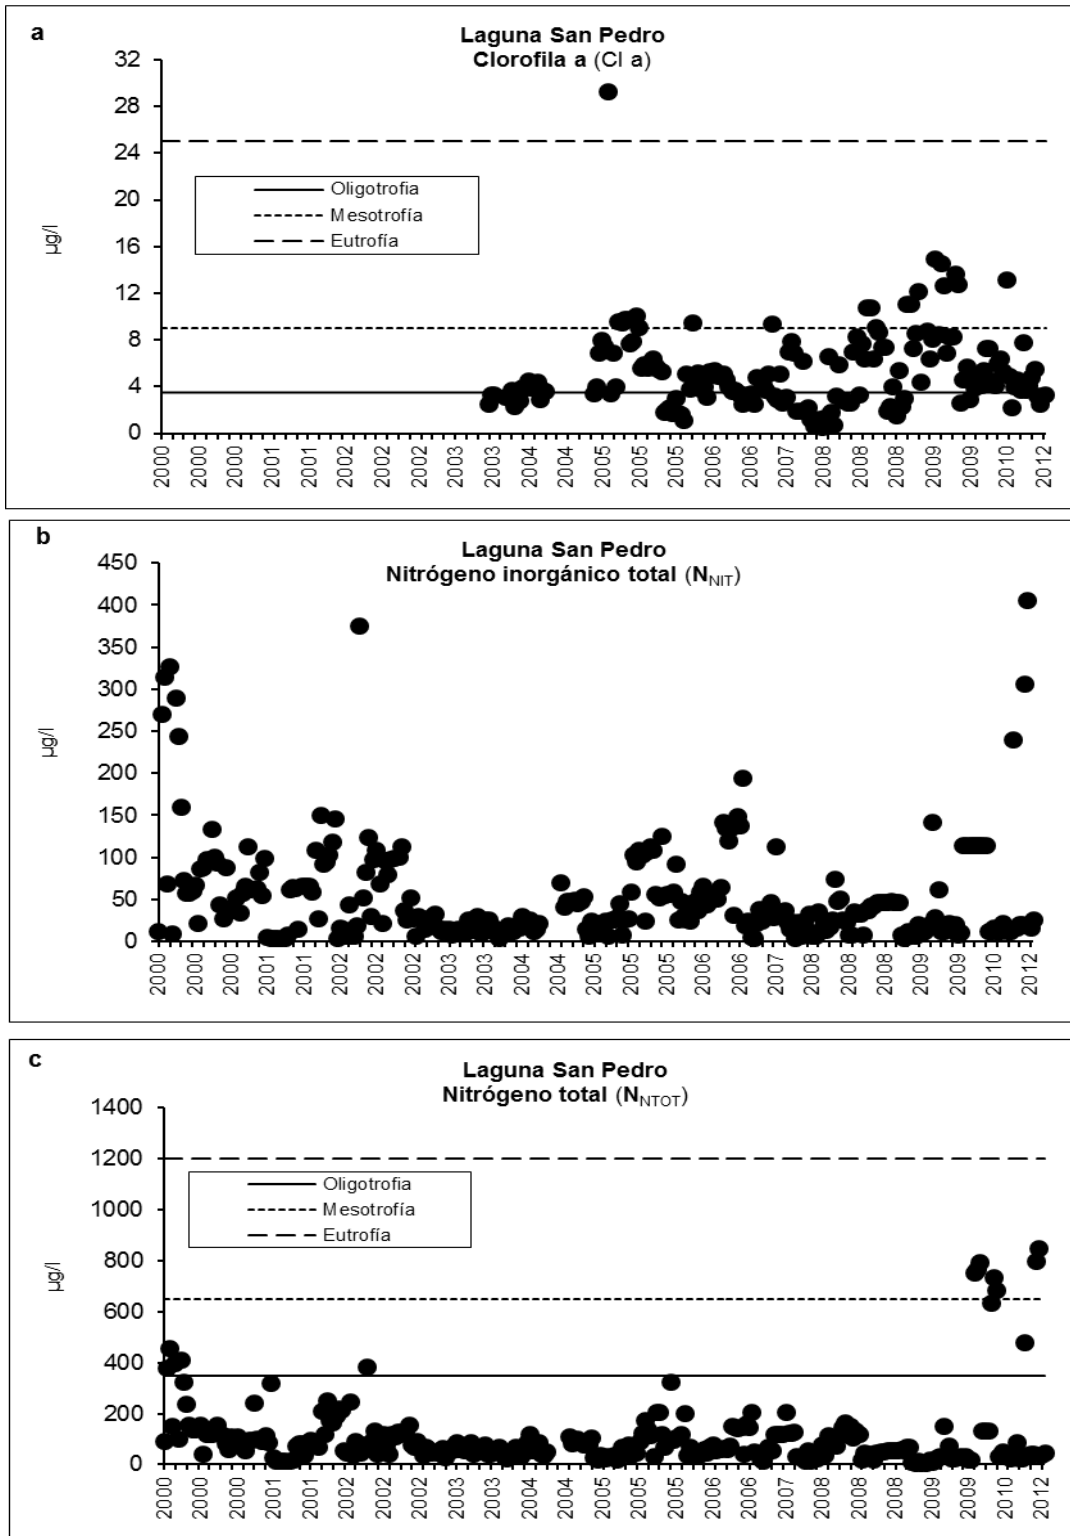 a
Laguna San Pedro
Clorofila a (Cl a)
32
28
24
20
16
12
8
4
0
µg/l
Oligotrofia
Mesotrofía
Eutrofía
2000 2000 2000 2001 2001 2002 2002 2002 2003 2003 2004 2004 2005 2005 2005 2006 2006 2007 2008 2008 2008 2009 2009 2010 2012
b
Laguna San Pedro
Nitrógeno inorgánico total (N_NIT)
450
400
350
300
250
200
150
100
50
0
µg/l
2000 2000 2000 2001 2001 2002 2002 2002 2003 2003 2004 2004 2005 2005 2005 2006 2006 2007 2008 2008 2008 2009 2009 2010 2012
c
Laguna San Pedro
Nitrógeno total (N_NTOT)
1400
1200
1000
800
600
400
200
0
µg/l
Oligotrofia
Mesotrofía
Eutrofía
2000 2000 2000 2001 2001 2002 2002 2002 2003 2003 2004 2004 2005 2005 2005 2006 2006 2007 2008 2008 2008 2009 2009 2010 2012